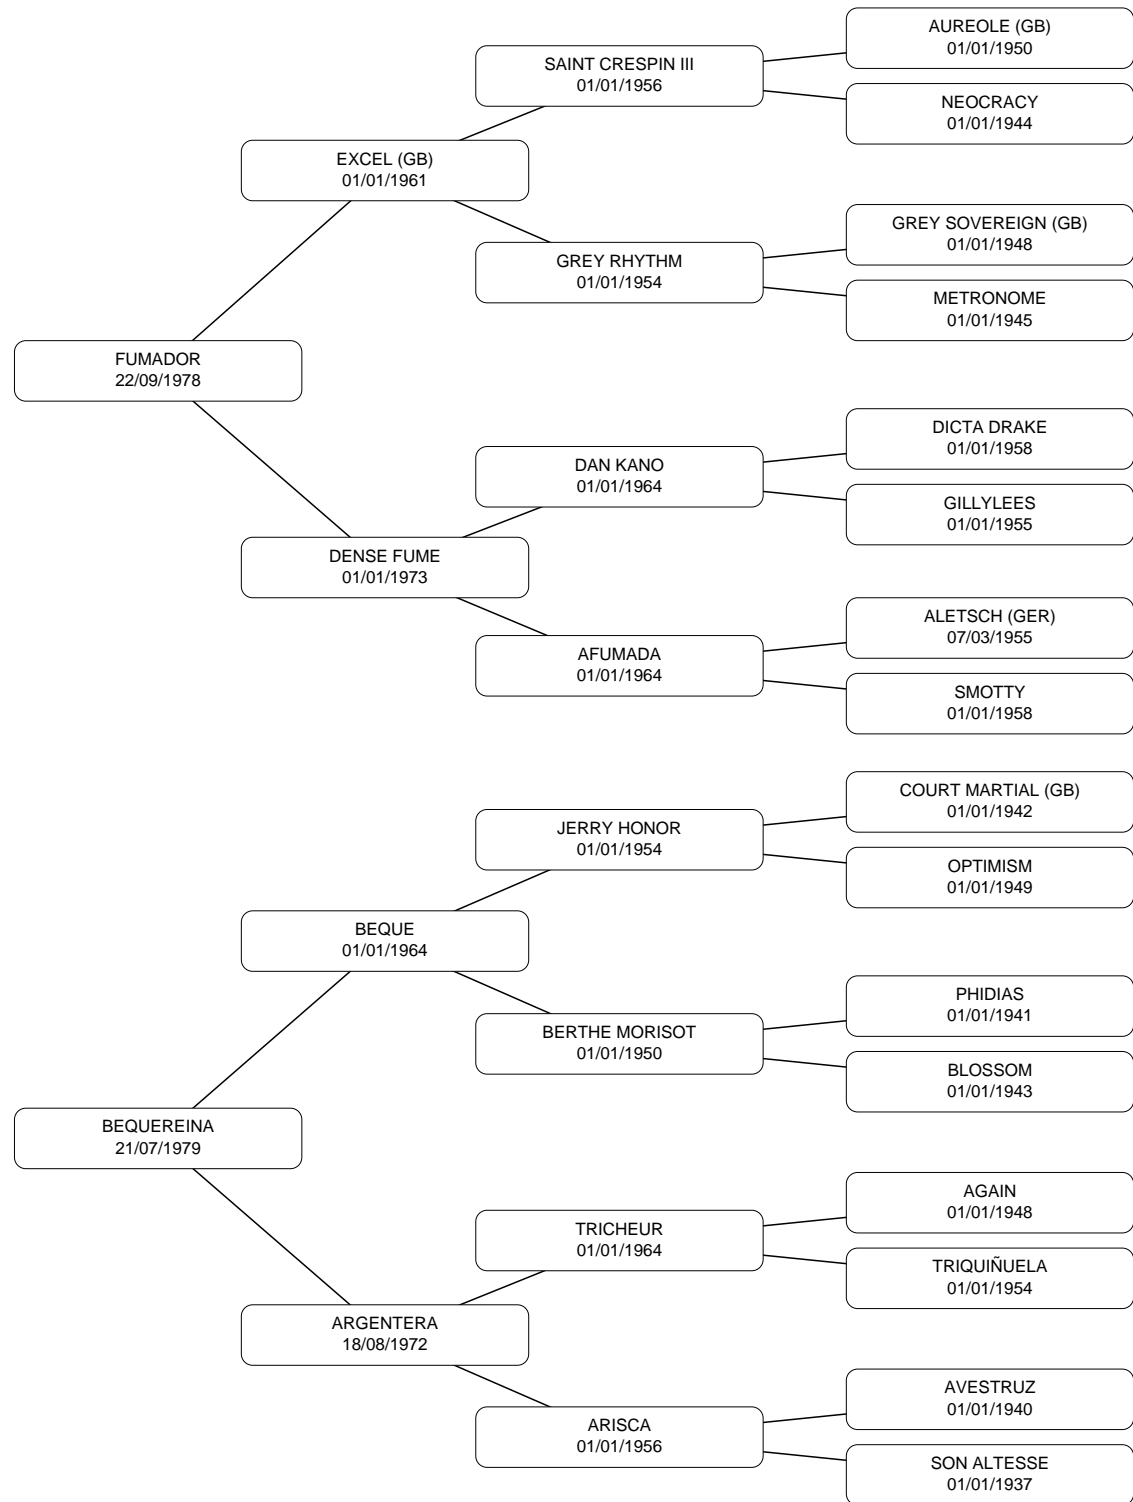 AUREOLE (GB)
01/01/1950
SAINT CRESPIN III
01/01/1956
NEOCRACY
01/01/1944
EXCEL (GB)
01/01/1961
GREY SOVEREIGN (GB)
01/01/1948
GREY RHYTHM
01/01/1954
METRONOME
01/01/1945
FUMADOR
22/09/1978
DICTA DRAKE
01/01/1958
DAN KANO
01/01/1964
GILLYLEES
01/01/1955
DENSE FUME
01/01/1973
ALETSCH (GER)
07/03/1955
AFUMADA
01/01/1964
SMOTTY
01/01/1958
COURT MARTIAL (GB)
01/01/1942
JERRY HONOR
01/01/1954
OPTIMISM
01/01/1949
BEQUE
01/01/1964
PHIDIAS
01/01/1941
BERTHE MORISOT
01/01/1950
BLOSSOM
01/01/1943
BEQUEREINA
21/07/1979
AGAIN
01/01/1948
TRICHEUR
01/01/1964
TRIQUIÑUELA
01/01/1954
ARGENTERA
18/08/1972
AVESTRUZ
01/01/1940
ARISCA
01/01/1956
SON ALTESSE
01/01/1937